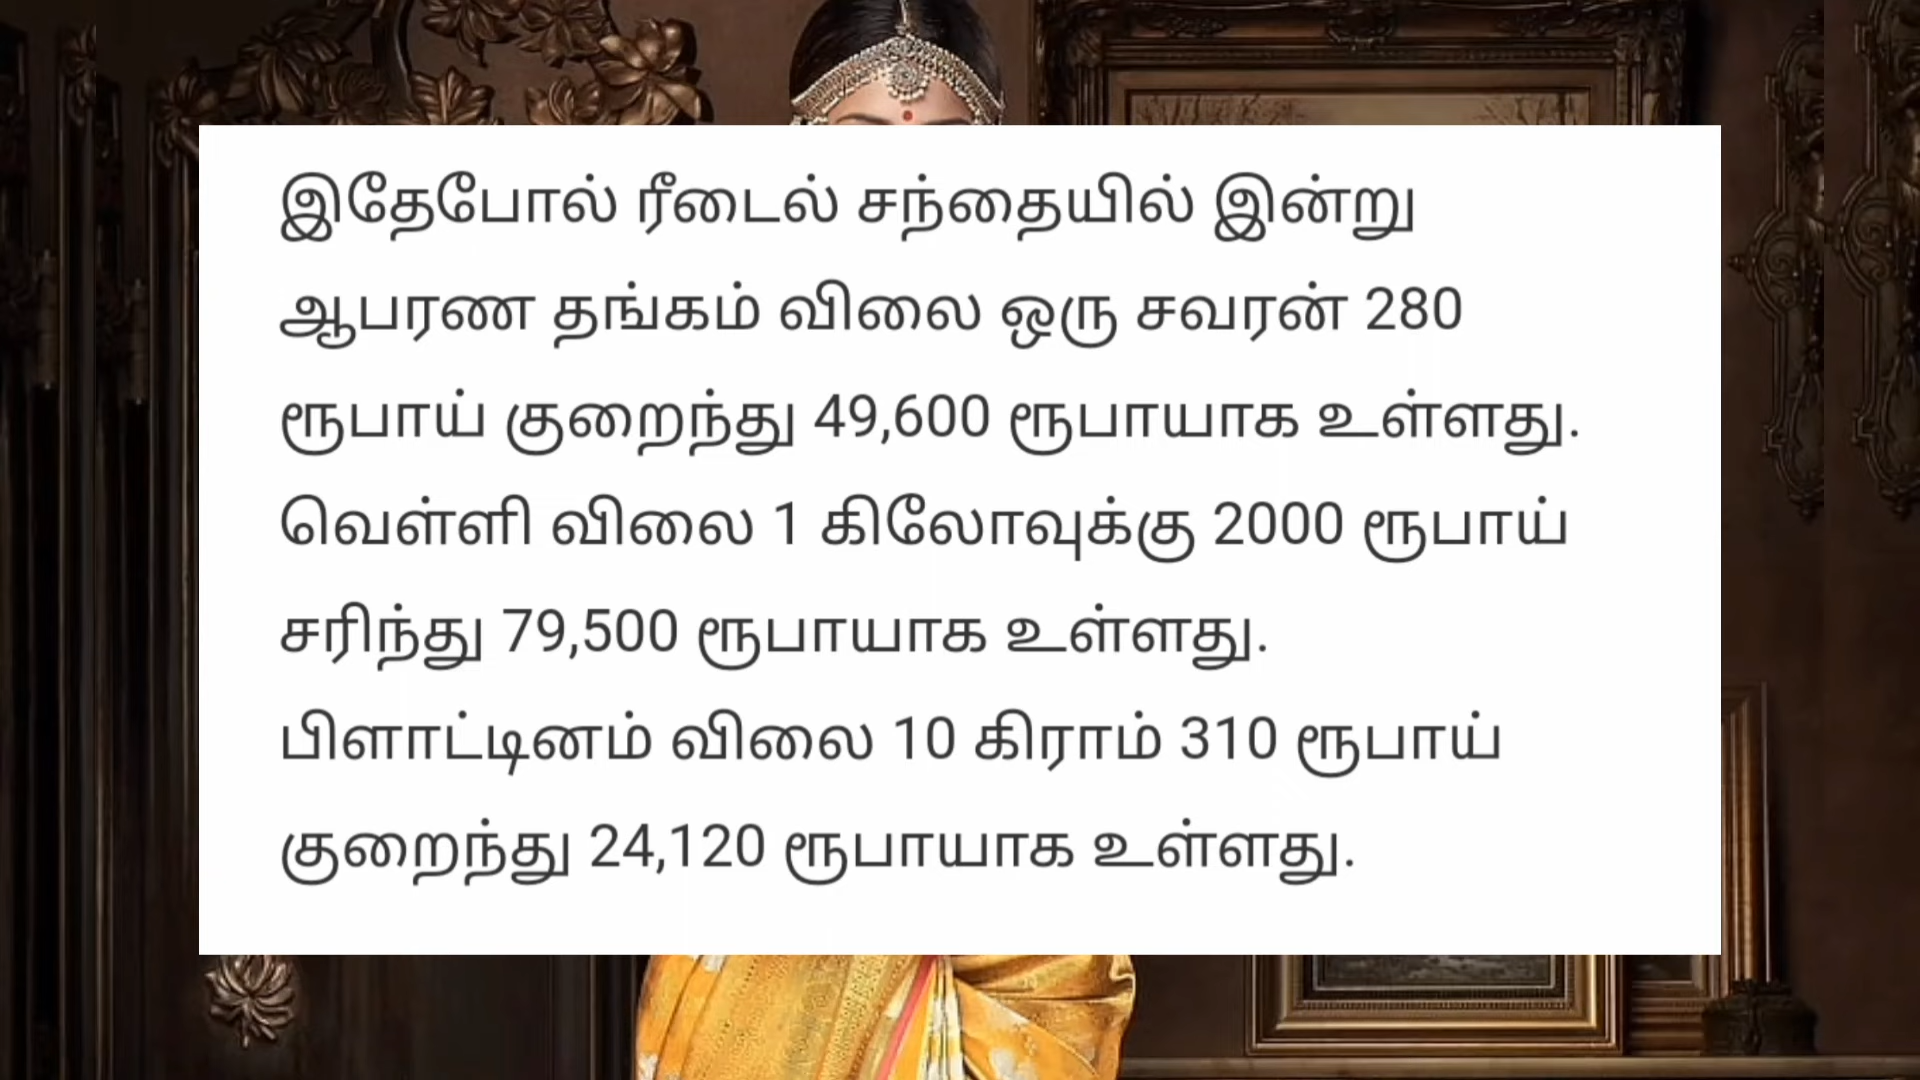 இதேபோல் ரீடைல் சந்தையில் இன்று
ஆபரண தங்கம் விலை ஒரு சவரன் 280
ரூபாய் குறைந்து 49,600 ரூபாயாக உள்ளது.
வெள்ளி விலை 1 கிலோவுக்கு 2000 ரூபாய்
சரிந்து 79,500 ரூபாயாக உள்ளது.
பிளாட்டினம் விலை 10 கிராம் 310 ரூபாய்
குறைந்து 24,120 ரூபாயாக உள்ளது.